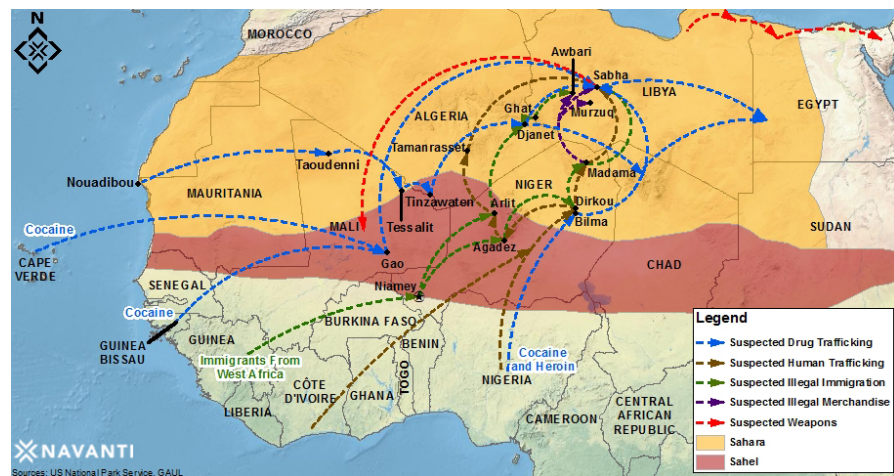 MOROCCO
Awbari
Sabha
LIBYA
EGYPT
ALGERIA
Ghat
Murzuq
Djanet
Tamanrasset
Taoudenni
Nouadibou
MAURITANIA
Madama
NIGER
Tinzawaten
Arlit
Dirkou
Bilma
Tessalit
MALI
SUDAN
Cocaine
Agadez
CAPE
VERDE
Gao
CHAD
Niamey
SENEGAL
Cocaine
BURKINA FASO
GUINEA
BISSAU
GUINEA
BENIN
Immigrants From
West Africa
Cocaine
and Heroin
TOGO
NIGERIA
CÔTE
D'IVOIRE
GHANA
LIBERIA
CAMEROON
CENTRAL
AFRICAN
REPUBLIC
Legend
Suspected Drug Trafficking
Suspected Human Trafficking
Suspected Illegal Immigration
Suspected Illegal Merchandise
Suspected Weapons
Sahara
Sahel
N
NAVANTI
Sources: US National Park Service, GAUL